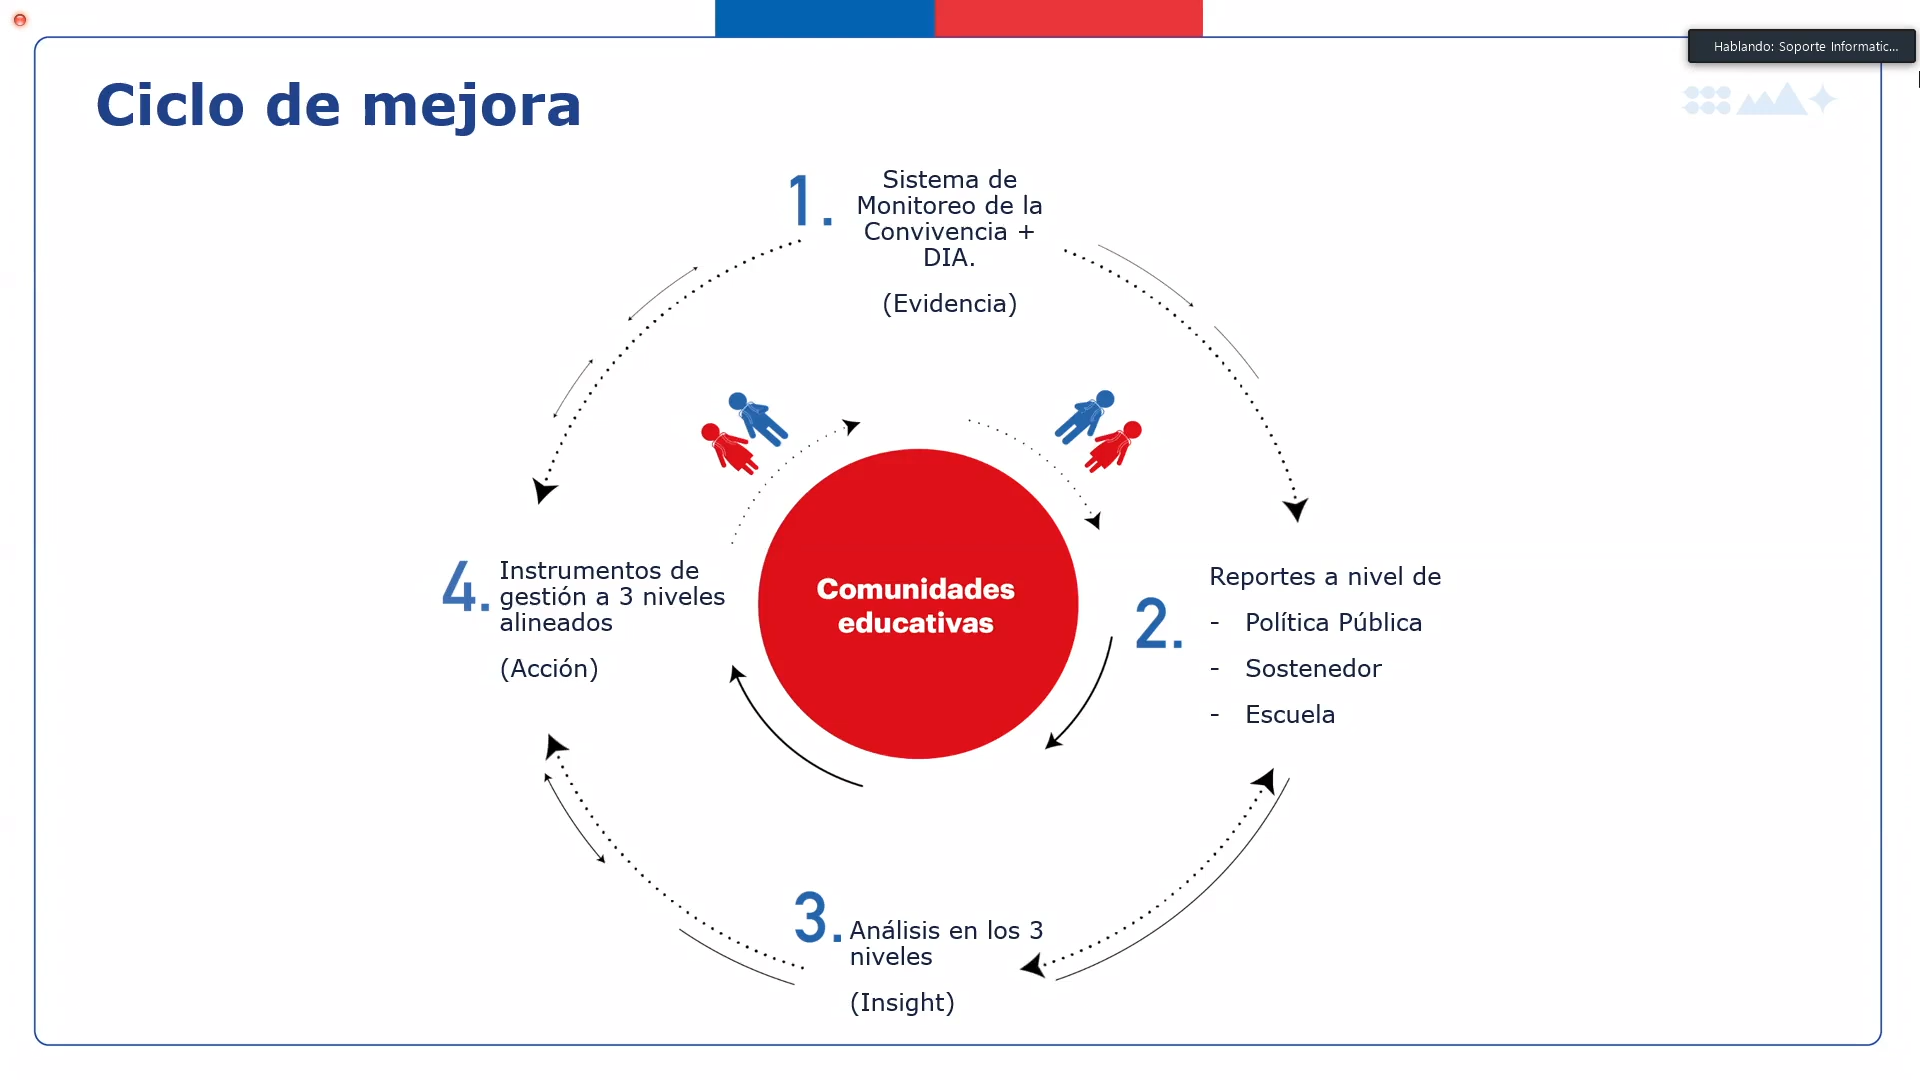 Hablando: Soporte Informatic...
Ciclo de mejora
1.
Sistema de
Monitoreo de la
Convivencia +
DIA.
(Evidencia)
2.
Reportes a nivel de
- Política Pública
- Sostenedor
- Escuela
3.
Análisis en los 3
niveles
(Insight)
4.
Instrumentos de
gestión a 3 niveles
alineados
(Acción)
Comunidades
educativas